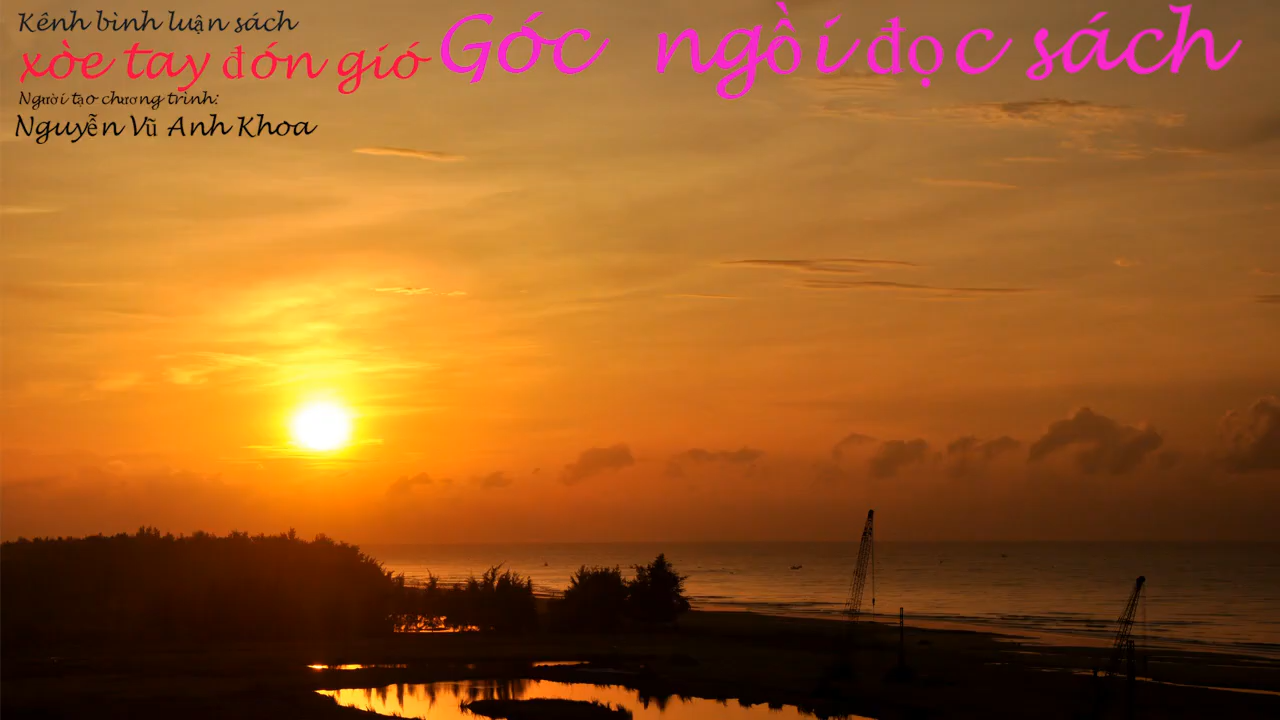 Kênh bình luận sách
xòe tay đón gió
Góc ngồi đọc sách
Người tạo chương trình:
Nguyễn Vũ Anh Khoa